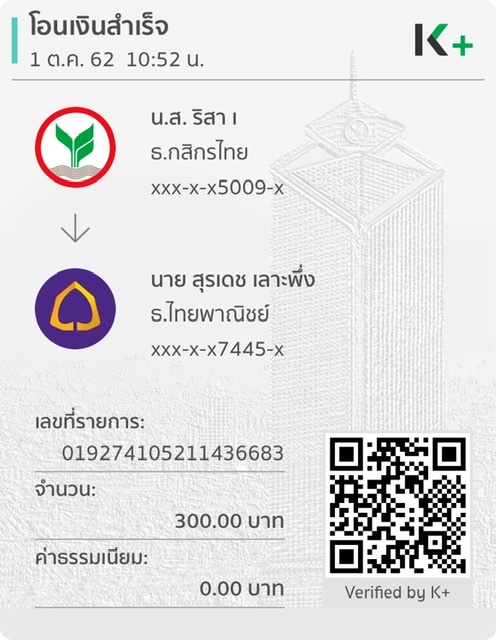 โอนเงินสำเร็จ
1 ต.ค. 62 10:52 น.
K+
น.ส. ริสา เ
ธ.กสิกรไทย
xxx-x-x5009-x
นาย สุรเดช เลาะพึ่ง
ธ.ไทยพาณิชย์
xxx-x-x7445-x
เลขที่รายการ:
019274105211436683
จำนวน:
300.00 บาท
ค่าธรรมเนียม:
0.00 บาท
Verified by K+